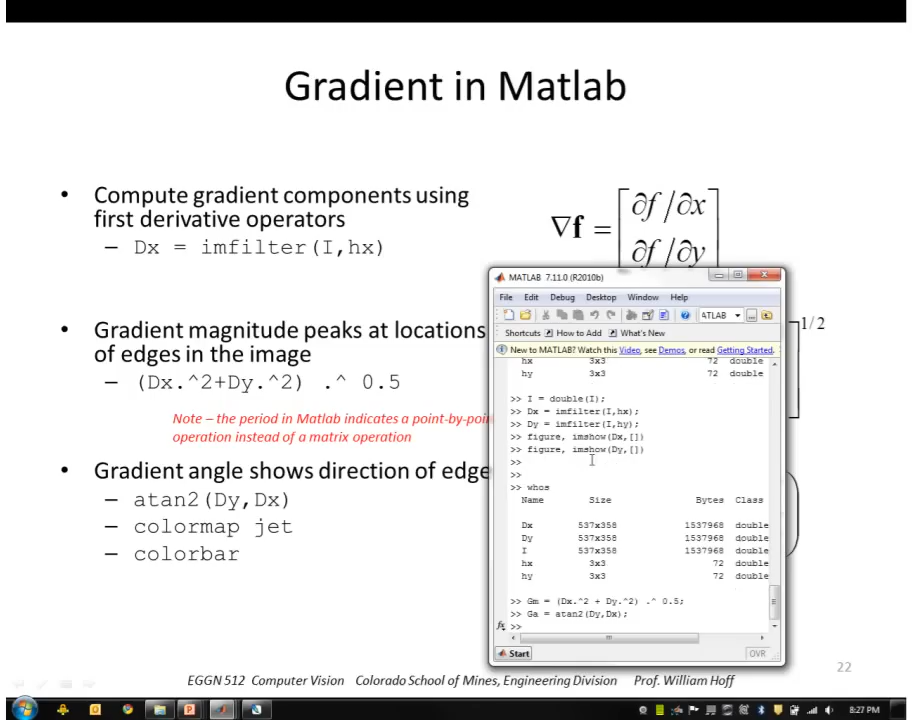 Gradient in Matlab
• Compute gradient components using
first derivative operators
– Dx = imfilter(I,hx)
∇f = [∂f/∂x
∂f/∂y
• Gradient magnitude peaks at locations
of edges in the image
– (Dx.^2+Dy.^2) .^ 0.5
1/2
Note – the period in Matlab indicates a point-by-poin
operation instead of a matrix operation
• Gradient angle shows direction of edge
– atan2(Dy,Dx)
– colormap jet
– colorbar
MATLAB 7.11.0 (R2010b)
File Edit Debug Desktop Window Help
ATLAB
Shortcuts How to Add What's New
New to MATLAB? Watch this Video, see Demos, or read Getting Started.
hx 3x3 72 double
hy 3x3 72 double
>> I = double(I);
>> Dx = imfilter(I,hx);
>> Dy = imfilter(I,hy);
>> figure, imshow(Dx,[])
>> figure, imshow(Dy,[])
>>
>>
>> whos
Name Size Bytes Class
Dx 537x358 1537968 double
Dy 537x358 1537968 double
I 537x358 1537968 double
hx 3x3 72 double
hy 3x3 72 double
>> Gm = (Dx.^2 + Dy.^2) .^ 0.5;
>> Ga = atan2(Dy,Dx);
fx >>
Start
OVR
22
EGGN 512 Computer Vision Colorado School of Mines, Engineering Division Prof. William Hoff
8:27 PM